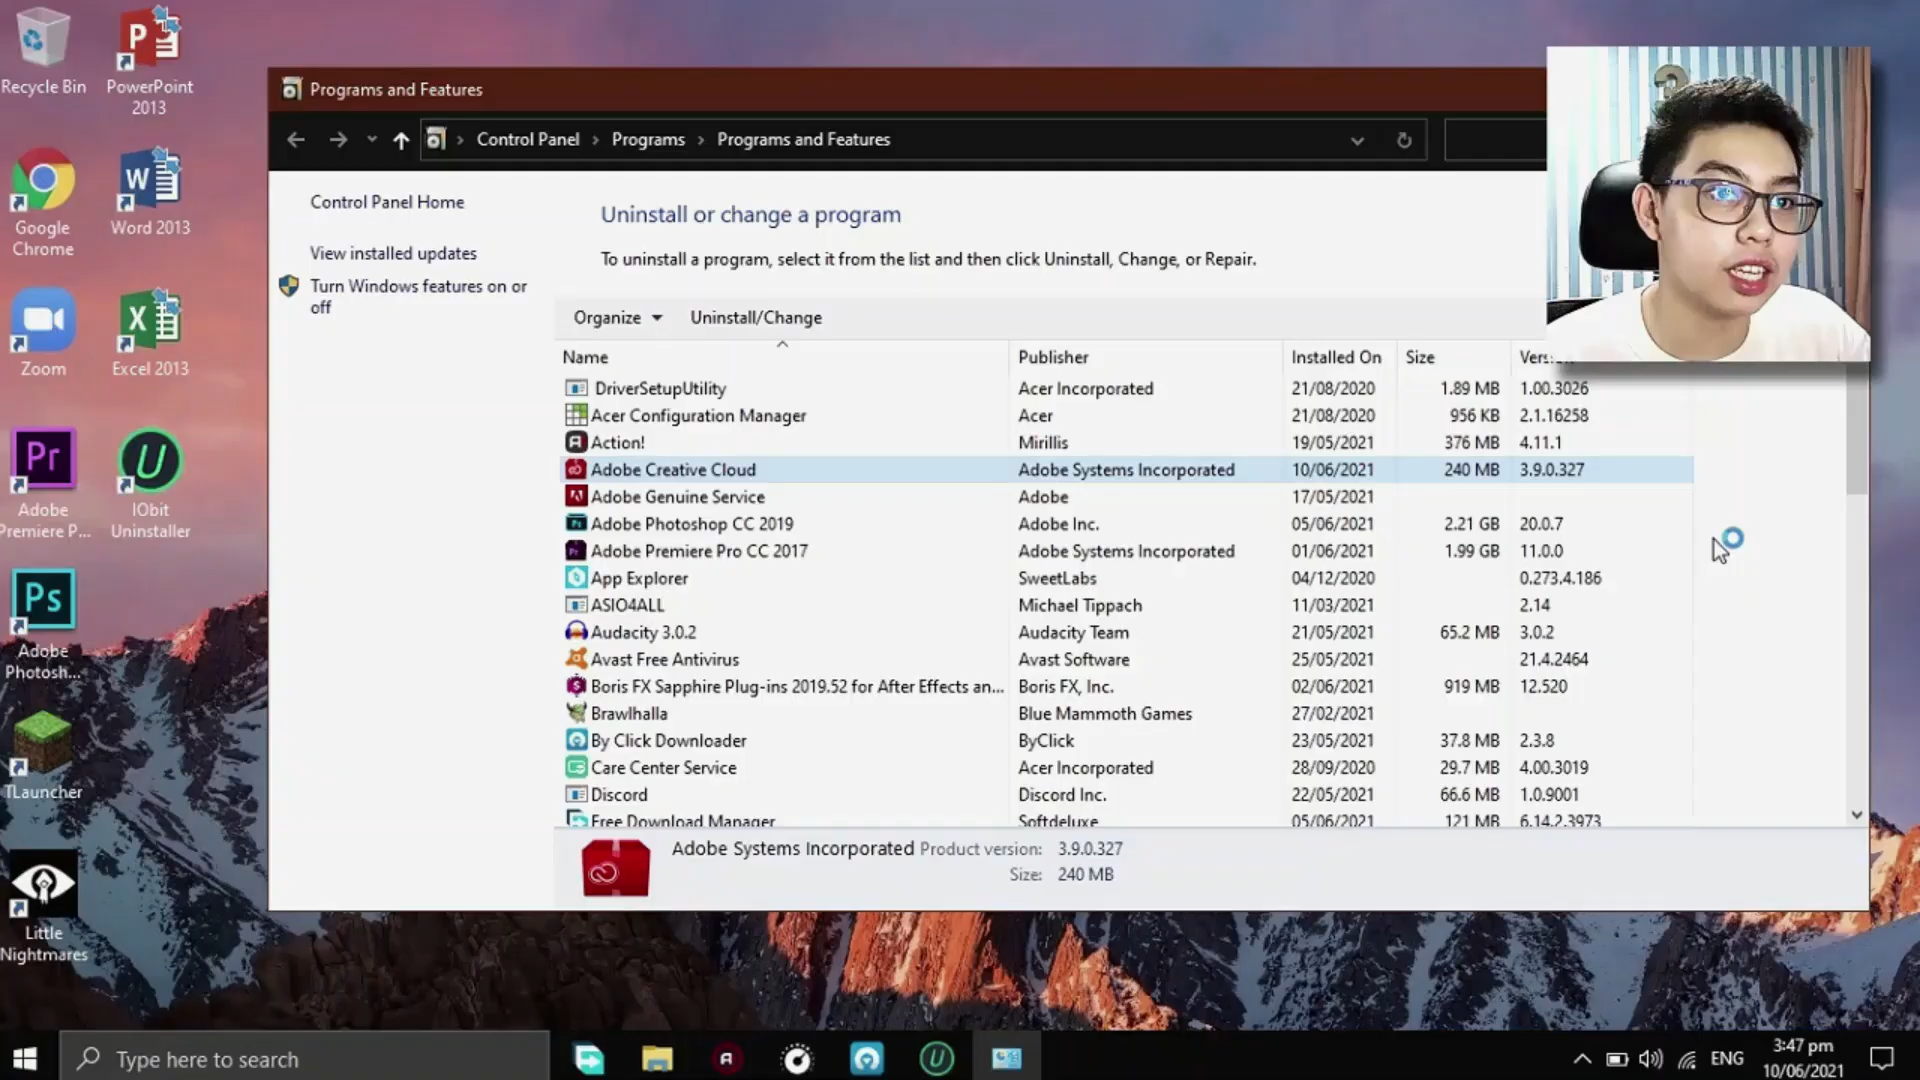 Recycle Bin
PowerPoint
2013
Google
Chrome
Word 2013
Zoom
Excel 2013
Pr
Adobe
Premiere P...
IObit
Uninstaller
Ps
Adobe
Photosh...
TLauncher
Little
Nightmares
Programs and Features
Control Panel > Programs > Programs and Features
Control Panel Home
View installed updates
Turn Windows features on or
off
Uninstall or change a program
To uninstall a program, select it from the list and then click Uninstall, Change, or Repair.
Organize Uninstall/Change
Name Publisher Installed On Size
DriverSetupUtility Acer Incorporated 21/08/2020 1.89 MB 1.00.3026
Acer Configuration Manager Acer 21/08/2020 956 KB 2.1.16258
Action! Mirillis 19/05/2021 376 MB 4.11.1
Adobe Creative Cloud Adobe Systems Incorporated 10/06/2021 240 MB 3.9.0.327
Adobe Genuine Service Adobe 17/05/2021
Adobe Photoshop CC 2019 Adobe Inc. 05/06/2021 2.21 GB 20.0.7
Adobe Premiere Pro CC 2017 Adobe Systems Incorporated 01/06/2021 1.99 GB 11.0.0
App Explorer SweetLabs 04/12/2020 0.273.4.186
ASIO4ALL Michael Tippach 11/03/2021 2.14
Audacity 3.0.2 Audacity Team 21/05/2021 65.2 MB 3.0.2
Avast Free Antivirus Avast Software 25/05/2021 21.4.2464
Boris FX Sapphire Plug-ins 2019.52 for After Effects an... Boris FX, Inc. 02/06/2021 919 MB 12.520
Brawlhalla Blue Mammoth Games 27/02/2021
By Click Downloader ByClick 23/05/2021 37.8 MB 2.3.8
Care Center Service Acer Incorporated 28/09/2020 29.7 MB 4.00.3019
Discord Discord Inc. 22/05/2021 66.6 MB 1.0.9001
Free Download Manager Softdeluxe 05/06/2021 121 MB 6.14.2.3973
Adobe Systems Incorporated Product version: 3.9.0.327
Size: 240 MB
Type here to search
ENG
3:47 pm
10/06/2021